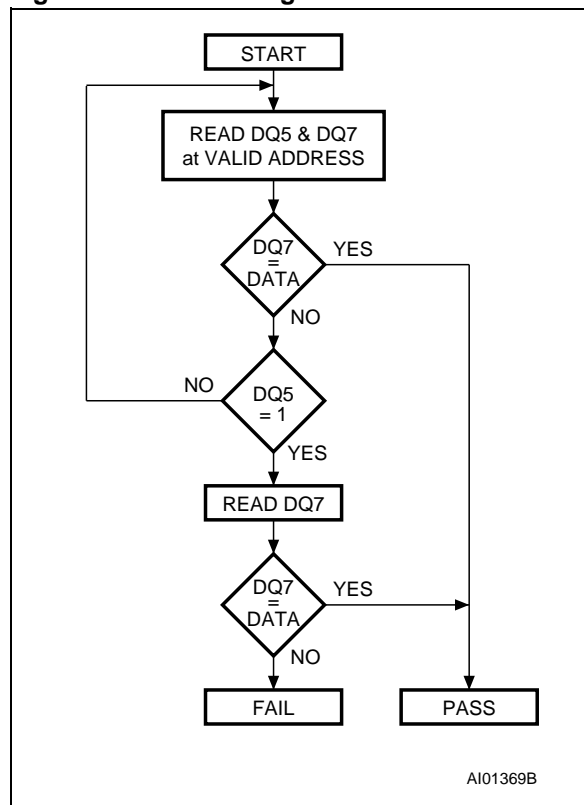 START
READ DQ5 & DQ7
at VALID ADDRESS
DQ7
=
DATA
YES
NO
NO
DQ5
= 1
YES
READ DQ7
DQ7
=
DATA
YES
NO
FAIL
PASS
AI01369B